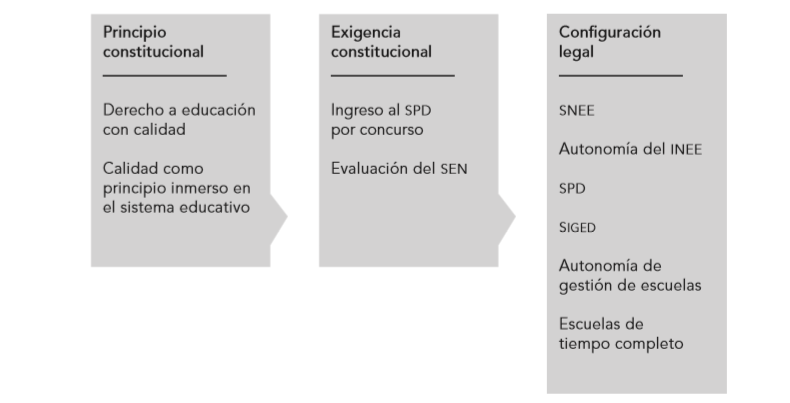 Principio
constitucional
Derecho a educación
con calidad
Calidad como
principio inmerso en
el sistema educativo
Exigencia
constitucional
Ingreso al SPD
por concurso
Evaluación del SEN
Configuración
legal
SNEE
Autonomía del INEE
SPD
SIGED
Autonomía de
gestión de escuelas
Escuelas de
tiempo completo